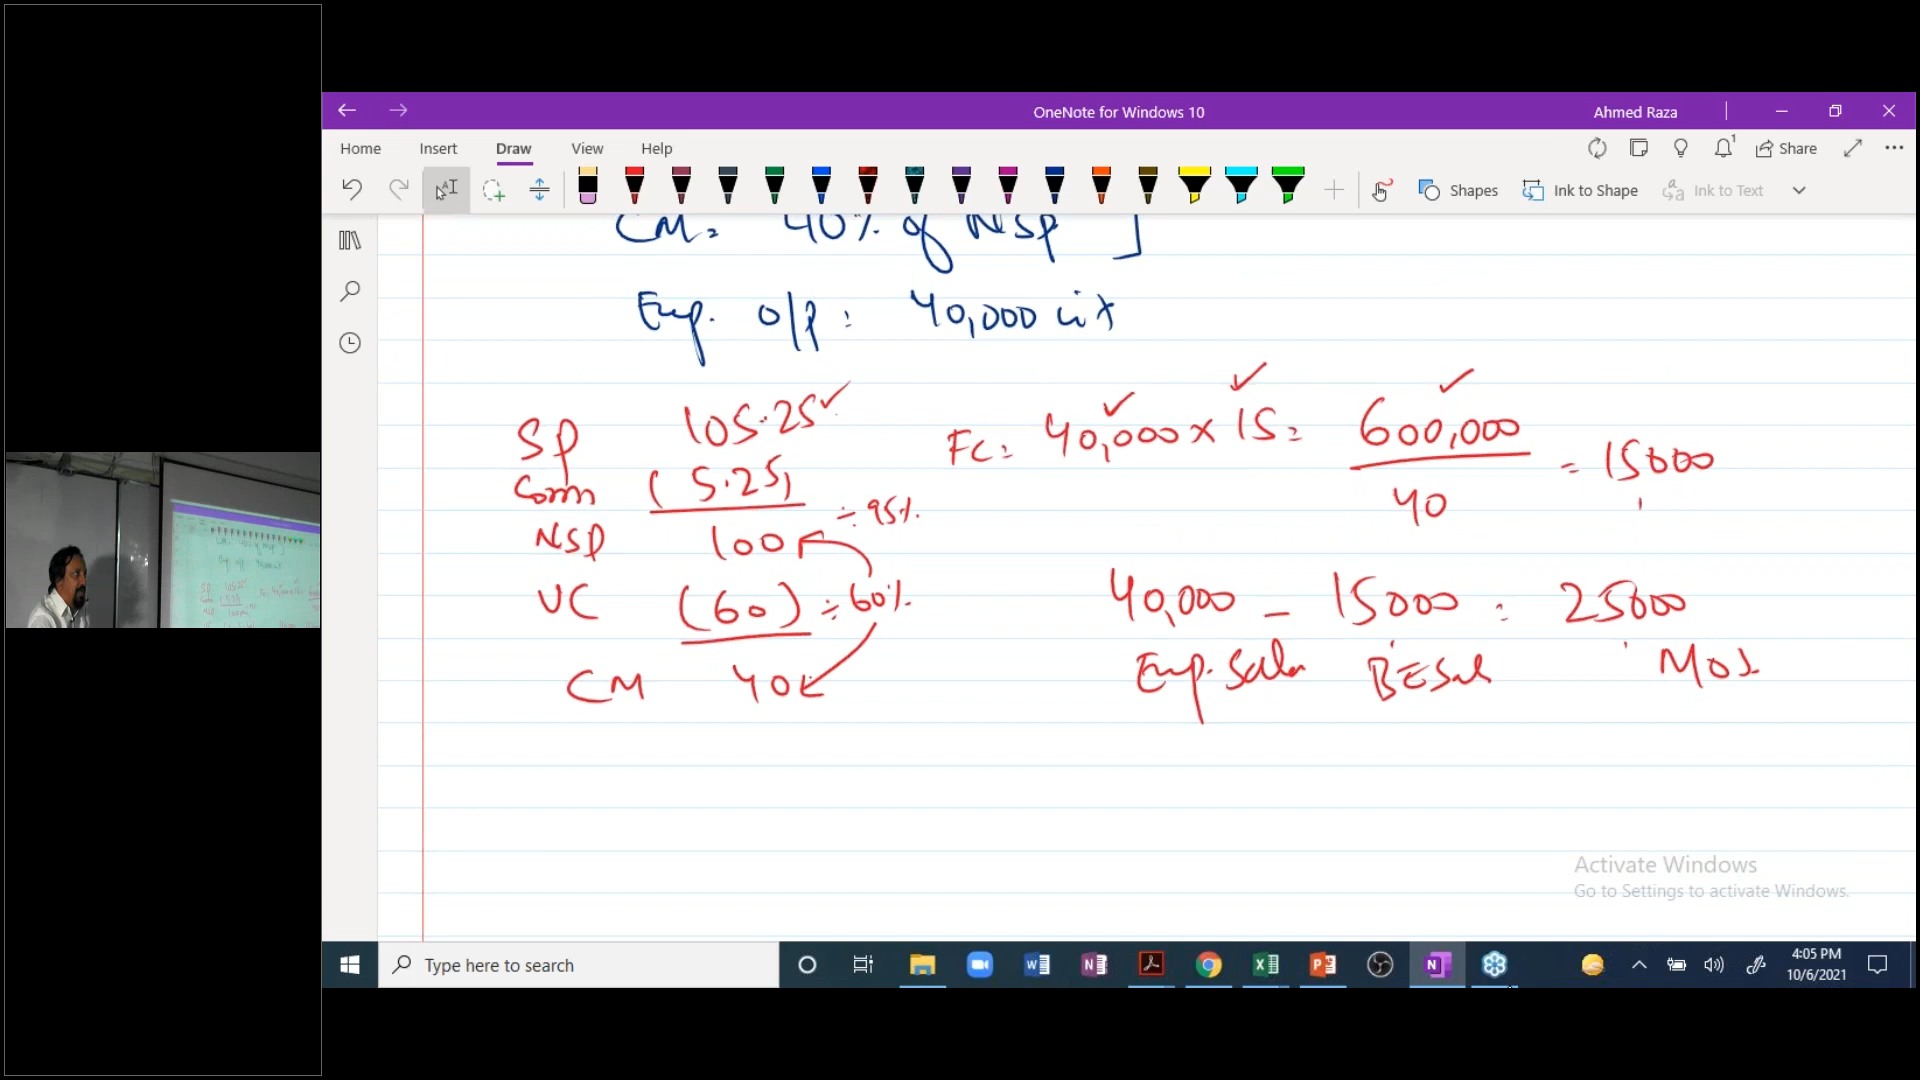 OneNote for Windows 10
Ahmed Raza
Home Insert Draw View Help
Share
Shapes Ink to Shape Ink to Text
CM = 40% of NSP ]
Exp. o/p : 40,000 unit
SP 105.25 ✓
Comm (5.25)
NSP 100 ÷ 95%
VC (60) ÷ 60%
CM 40
FC = 40,000 × 15 = 600,000 / 40 = 15000
40,000 - 15000 = 25000
Exp. Sales BE Sales MOS
Activate Windows
Go to Settings to activate Windows.
Type here to search
4:05 PM
10/6/2021